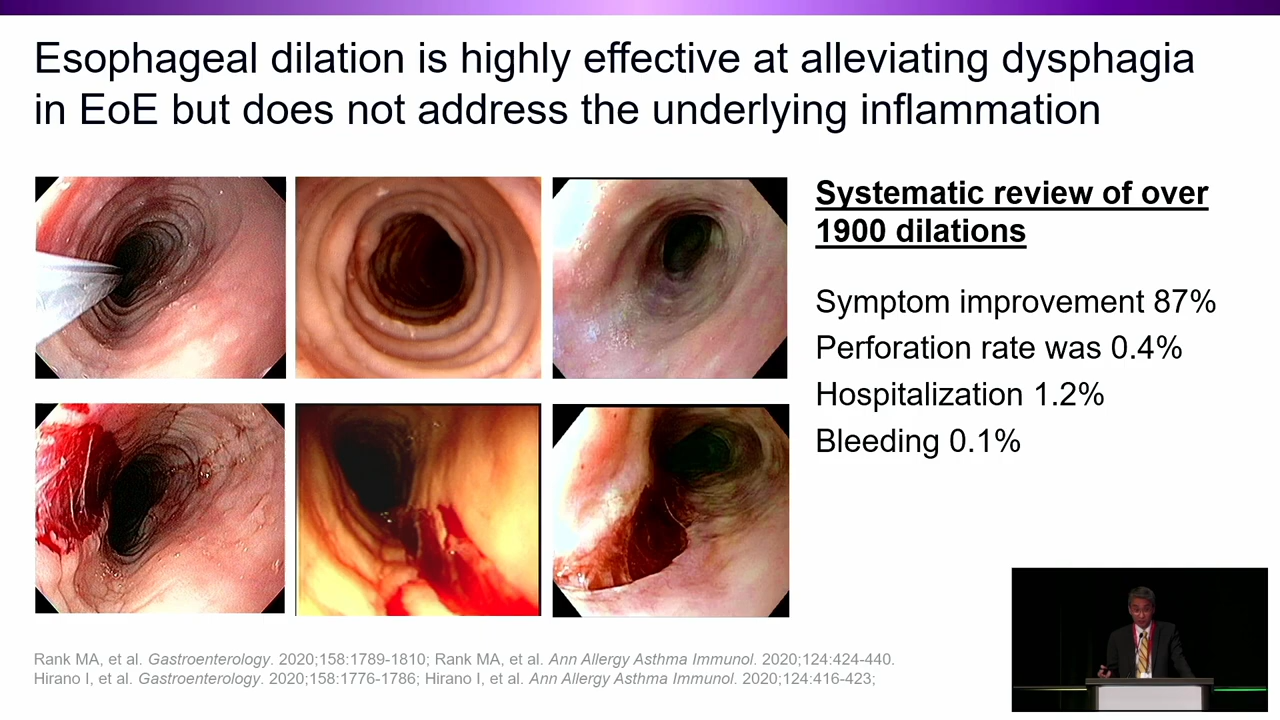 Esophageal dilation is highly effective at alleviating dysphagia
in EoE but does not address the underlying inflammation
Systematic review of over
1900 dilations
Symptom improvement 87%
Perforation rate was 0.4%
Hospitalization 1.2%
Bleeding 0.1%
Rank MA, et al. Gastroenterology. 2020;158:1789-1810; Rank MA, et al. Ann Allergy Asthma Immunol. 2020;124:424-440.
Hirano I, et al. Gastroenterology. 2020;158:1776-1786; Hirano I, et al. Ann Allergy Asthma Immunol. 2020;124:416-423;